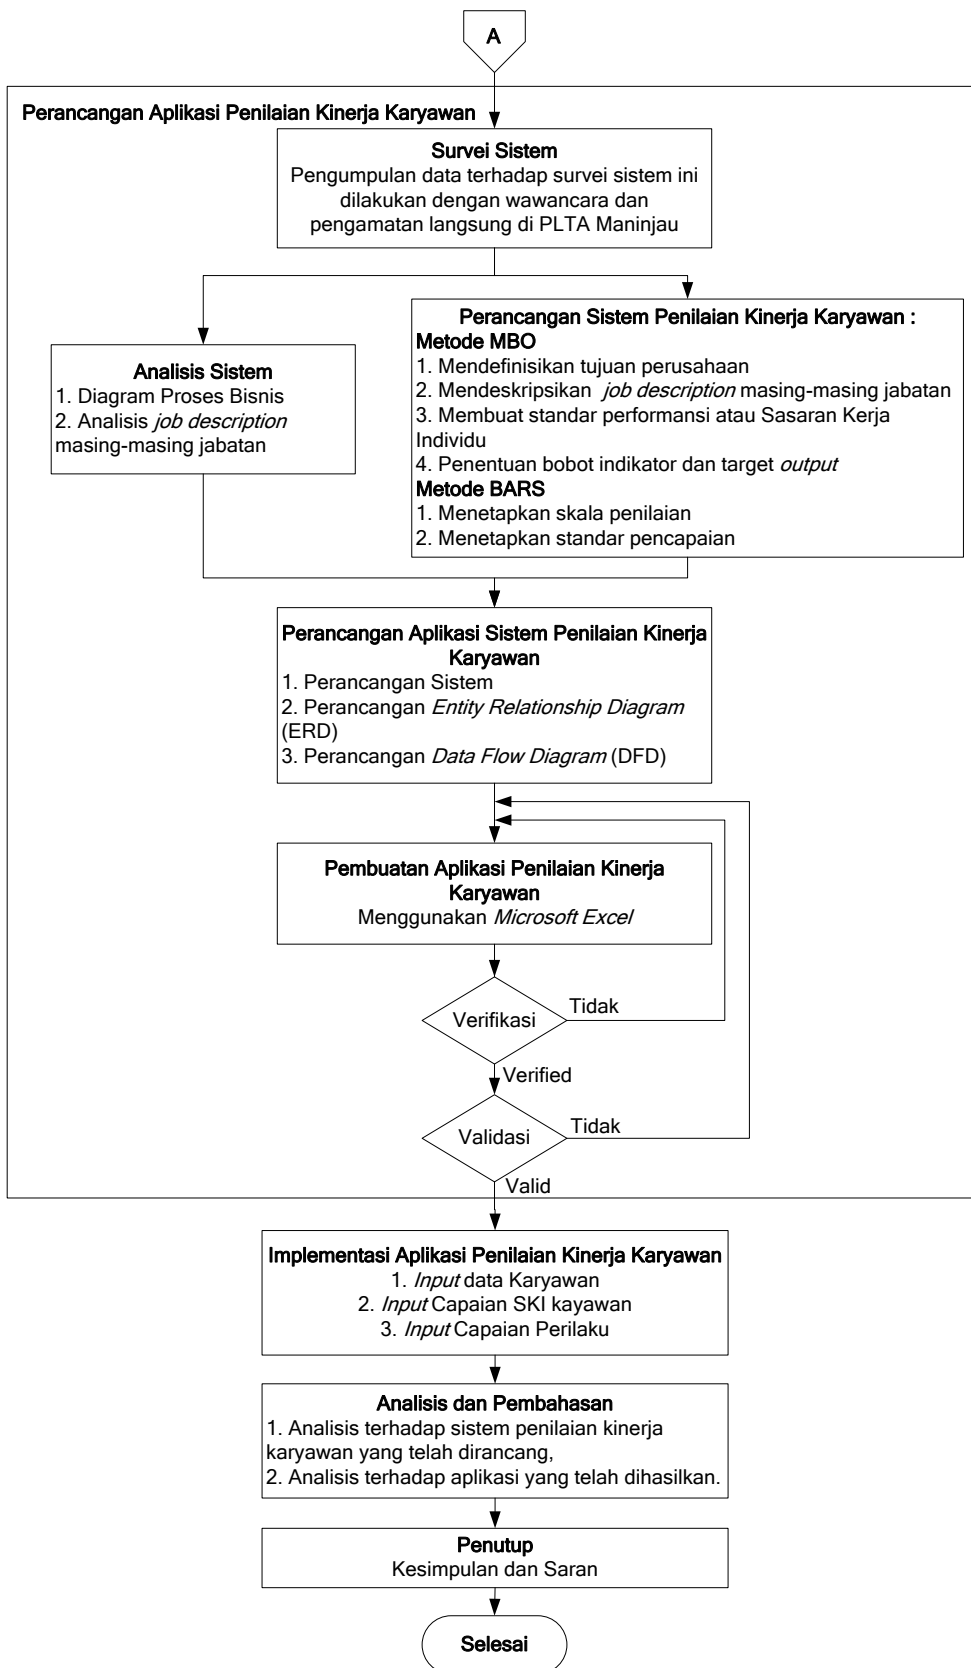 A
Perancangan Aplikasi Penilaian Kinerja Karyawan
Survei Sistem
Pengumpulan data terhadap survei sistem ini
dilakukan dengan wawancara dan
pengamatan langsung di PLTA Maninjau
Analisis Sistem
1. Diagram Proses Bisnis
2. Analisis job description
masing-masing jabatan
Perancangan Sistem Penilaian Kinerja Karyawan :
Metode MBO
1. Mendefinisikan tujuan perusahaan
2. Mendeskripsikan job description masing-masing jabatan
3. Membuat standar performansi atau Sasaran Kerja
Individu
4. Penentuan bobot indikator dan target output
Metode BARS
1. Menetapkan skala penilaian
2. Menetapkan standar pencapaian
Perancangan Aplikasi Sistem Penilaian Kinerja
Karyawan
1. Perancangan Sistem
2. Perancangan Entity Relationship Diagram
(ERD)
3. Perancangan Data Flow Diagram (DFD)
Pembuatan Aplikasi Penilaian Kinerja
Karyawan
Menggunakan Microsoft Excel
Verifikasi
Tidak
Verified
Validasi
Tidak
Valid
Implementasi Aplikasi Penilaian Kinerja Karyawan
1. Input data Karyawan
2. Input Capaian SKI kayawan
3. Input Capaian Perilaku
Analisis dan Pembahasan
1. Analisis terhadap sistem penilaian kinerja
karyawan yang telah dirancang,
2. Analisis terhadap aplikasi yang telah dihasilkan.
Penutup
Kesimpulan dan Saran
Selesai